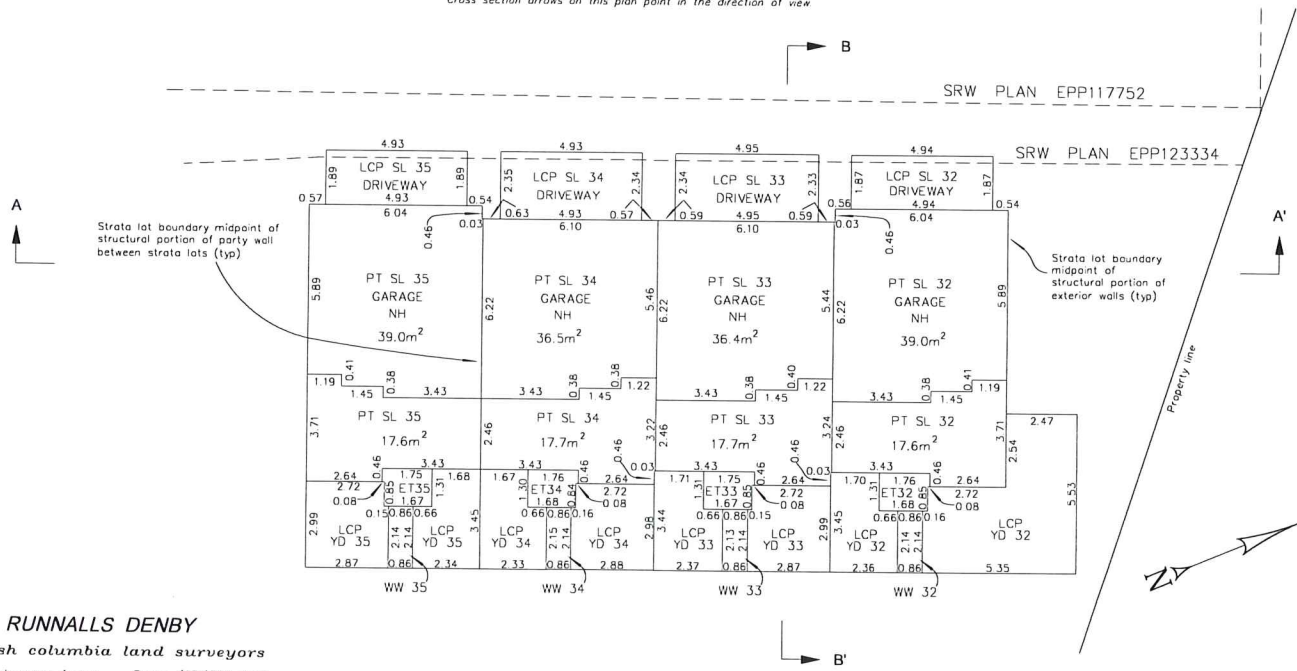 Cross section arrows on this plan point in the direction of view
B
SRW PLAN EPP117752
SRW PLAN EPP123334
4.93 4.93 4.95 4.94
LCP SL 35 LCP SL 34 LCP SL 33 LCP SL 32
DRIVEWAY DRIVEWAY DRIVEWAY DRIVEWAY
1.89 1.89 2.35 2.34 2.34 2.33 1.87 1.87
0.57 4.93 0.54 0.63 4.93 0.57 0.59 4.95 0.59 0.56 4.94 0.54
6.04 0.03 6.10 6.10 0.03 6.04
0.46 0.46
A
A'
Strata lot boundary midpoint of
structural portion of party wall
between strata lots (typ)
Strata lot boundary
midpoint of
structural portion of
exterior walls (typ)
PT SL 35 PT SL 34 PT SL 33 PT SL 32
GARAGE GARAGE GARAGE GARAGE
NH NH NH NH
39.0m² 36.5m² 36.4m² 39.0m²
5.89 6.22 5.46 6.22 5.44 6.22 5.89
Property line
1.19 0.41 1.45 0.38 3.43 3.43 0.38 1.45 0.38 1.22 3.43 0.38 1.45 0.40 1.22 3.43 0.38 1.45 0.41 1.19
PT SL 35 PT SL 34 PT SL 33 PT SL 32
17.6m² 17.7m² 17.7m² 17.6m²
3.71 2.46 3.22 2.46 3.24 2.46 3.71 2.54 2.47
0.46 0.03 0.46 0.03
2.64 0.46 3.43 3.43 0.46 2.64 3.43 0.46 2.64 3.43 0.46 2.64
2.72 1.75 1.68 1.67 1.76 2.72 1.71 1.75 2.72 1.70 1.76 2.72
0.08 0.85 ET35 1.31 1.30 ET34 0.84 0.08 1.31 ET33 0.85 0.08 1.31 ET32 0.85 0.08
1.67 1.68 1.67 1.68
0.15 0.86 0.66 0.66 0.86 0.16 0.66 0.86 0.15 0.66 0.86 0.16
2.99 3.45 2.98 3.44 2.99 3.45 5.53
LCP LCP LCP LCP LCP LCP LCP LCP
YD 35 YD 35 YD 34 YD 34 YD 33 YD 33 YD 32 YD 32
2.14 2.14 2.15 2.14 2.13 2.14 2.14 2.14
2.87 0.86 2.34 2.33 0.86 2.88 2.37 0.86 2.87 2.36 0.86 5.35
WW 35 WW 34 WW 33 WW 32
N
RUNNALLS DENBY
sh columbia land surveyors
B'